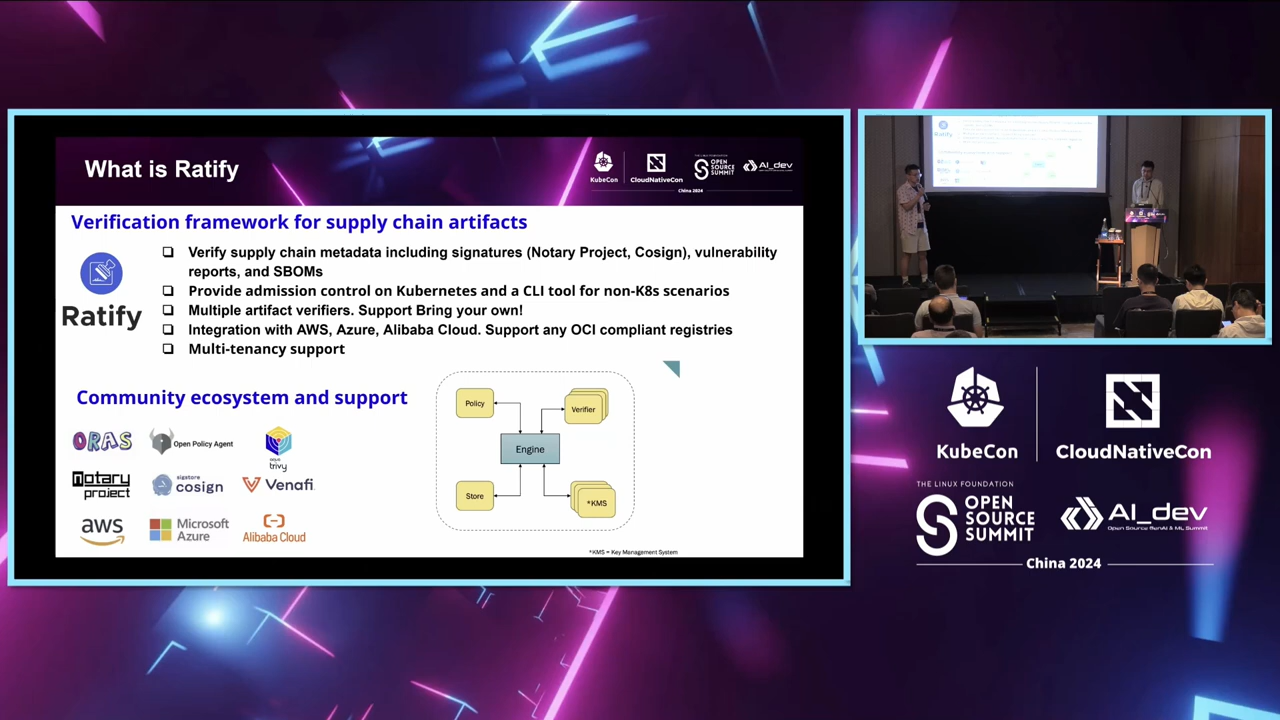 What is Ratify
KubeCon
CloudNativeCon
THE LINUX FOUNDATION
OPEN
SOURCE
SUMMIT
AI_dev
China 2024
Verification framework for supply chain artifacts
Ratify
❑ Verify supply chain metadata including signatures (Notary Project, Cosign), vulnerability
reports, and SBOMs
❑ Provide admission control on Kubernetes and a CLI tool for non-K8s scenarios
❑ Multiple artifact verifiers. Support Bring your own!
❑ Integration with AWS, Azure, Alibaba Cloud. Support any OCI compliant registries
❑ Multi-tenancy support
Community ecosystem and support
ORAS
Open Policy Agent
aqua
trivy
notary
project
sigstore
cosign
Venafi
aws
Microsoft
Azure
Alibaba Cloud
Policy
Verifier
Engine
Store
*KMS
*KMS = Key Management System
KubeCon
CloudNativeCon
THE LINUX FOUNDATION
OPEN
SOURCE
SUMMIT
AI_dev
Open Source GenAI & ML Summit
China 2024